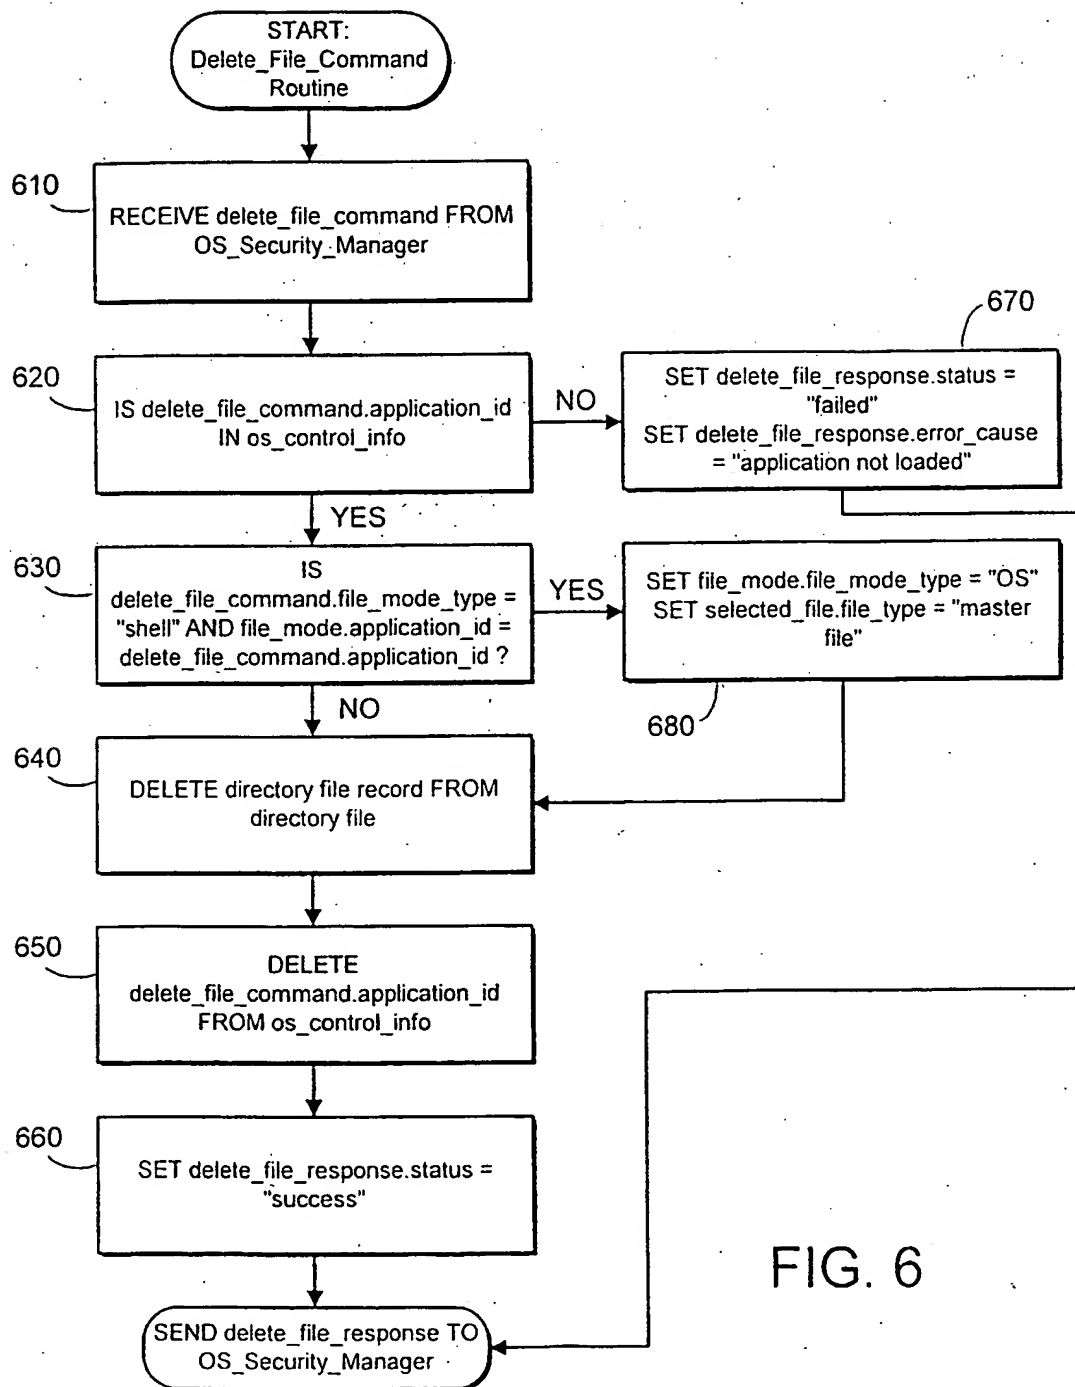 START:
Delete_File_Command
Routine
610
RECEIVE delete_file_command FROM
OS_Security_Manager
670
620
IS delete_file_command.application_id
IN os_control_info
NO
SET delete_file_response.status =
"failed"
SET delete_file_response.error_cause
= "application not loaded"
YES
630
IS
delete_file_command.file_mode_type =
"shell" AND file_mode.application_id =
delete_file_command.application_id ?
YES
SET file_mode.file_mode_type = "OS"
SET selected_file.file_type = "master
file"
680
NO
640
DELETE directory file record FROM
directory file
650
DELETE
delete_file_command.application_id
FROM os_control_info
660
SET delete_file_response.status =
"success"
FIG. 6
SEND delete_file_response TO
OS_Security_Manager